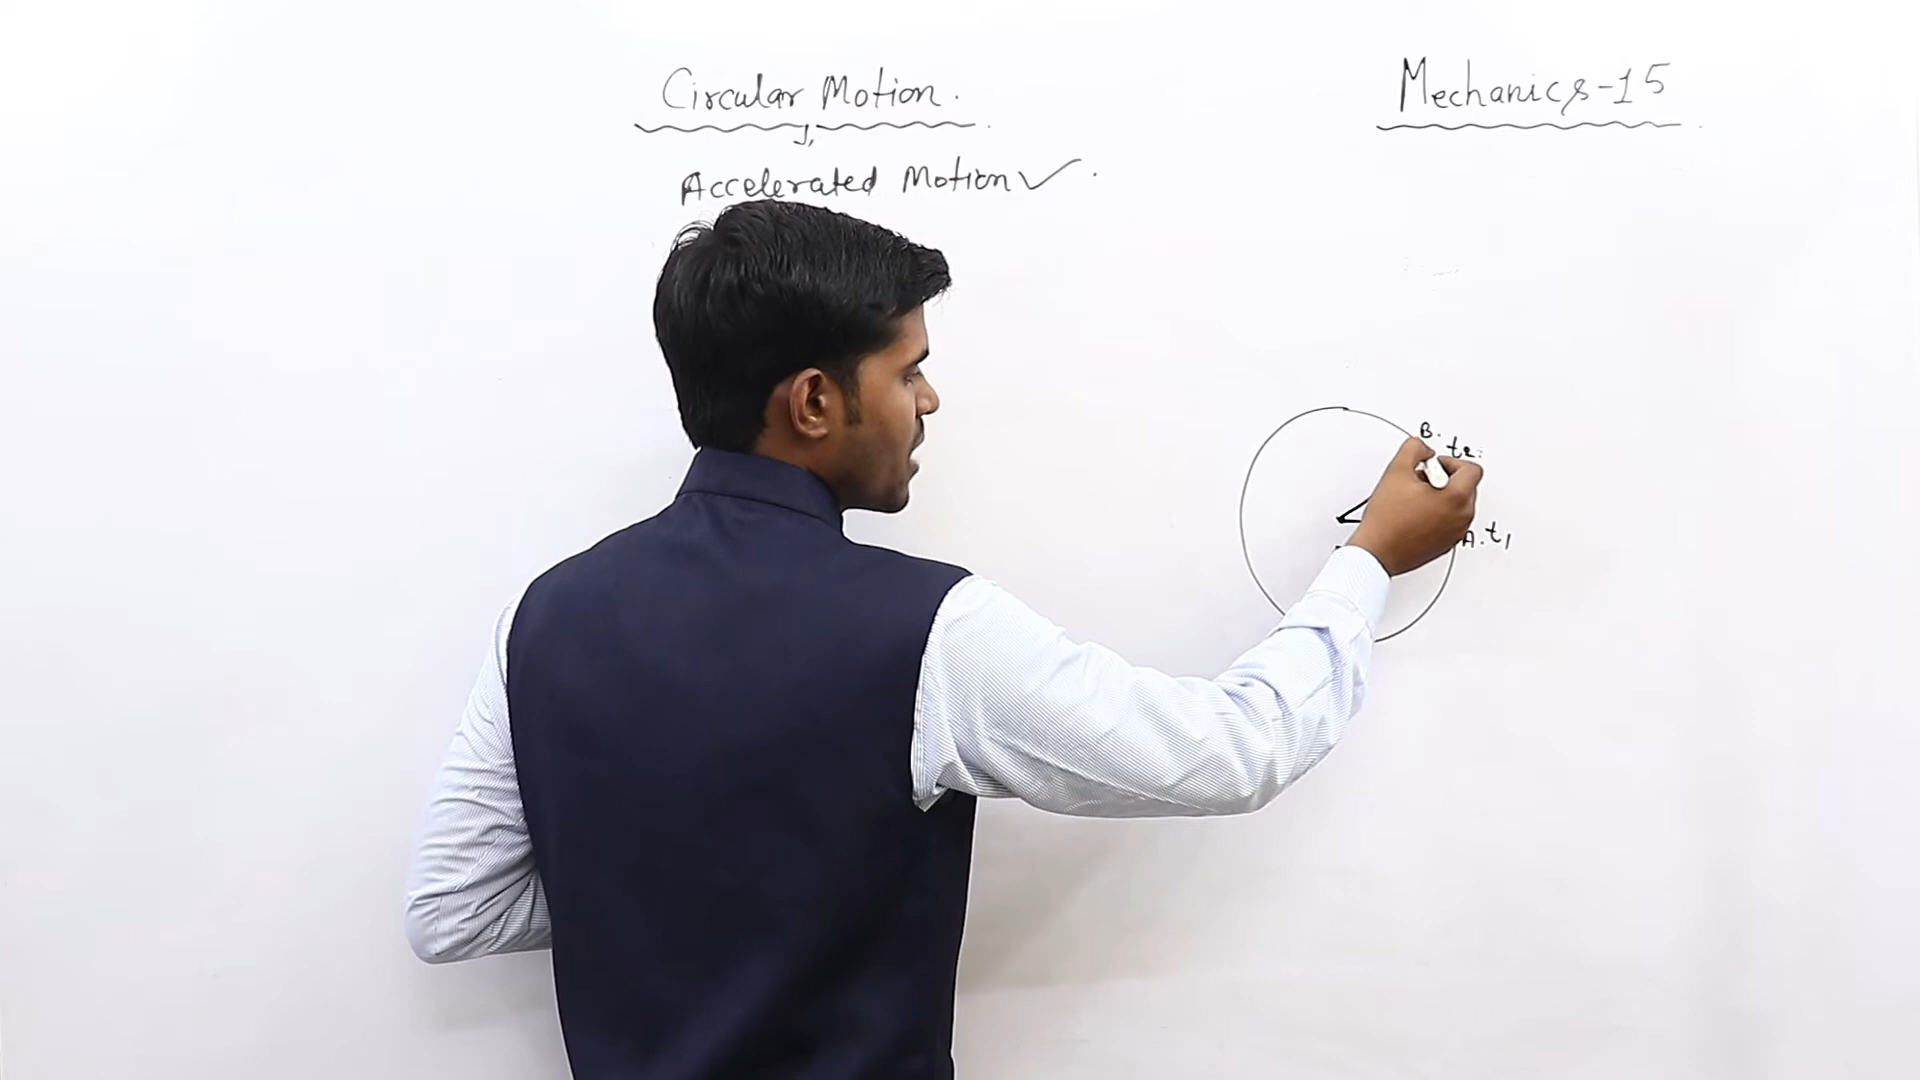 Circular Motion.
Mechanics-15
Accelerated Motion ✓.
B. t2
A. t1